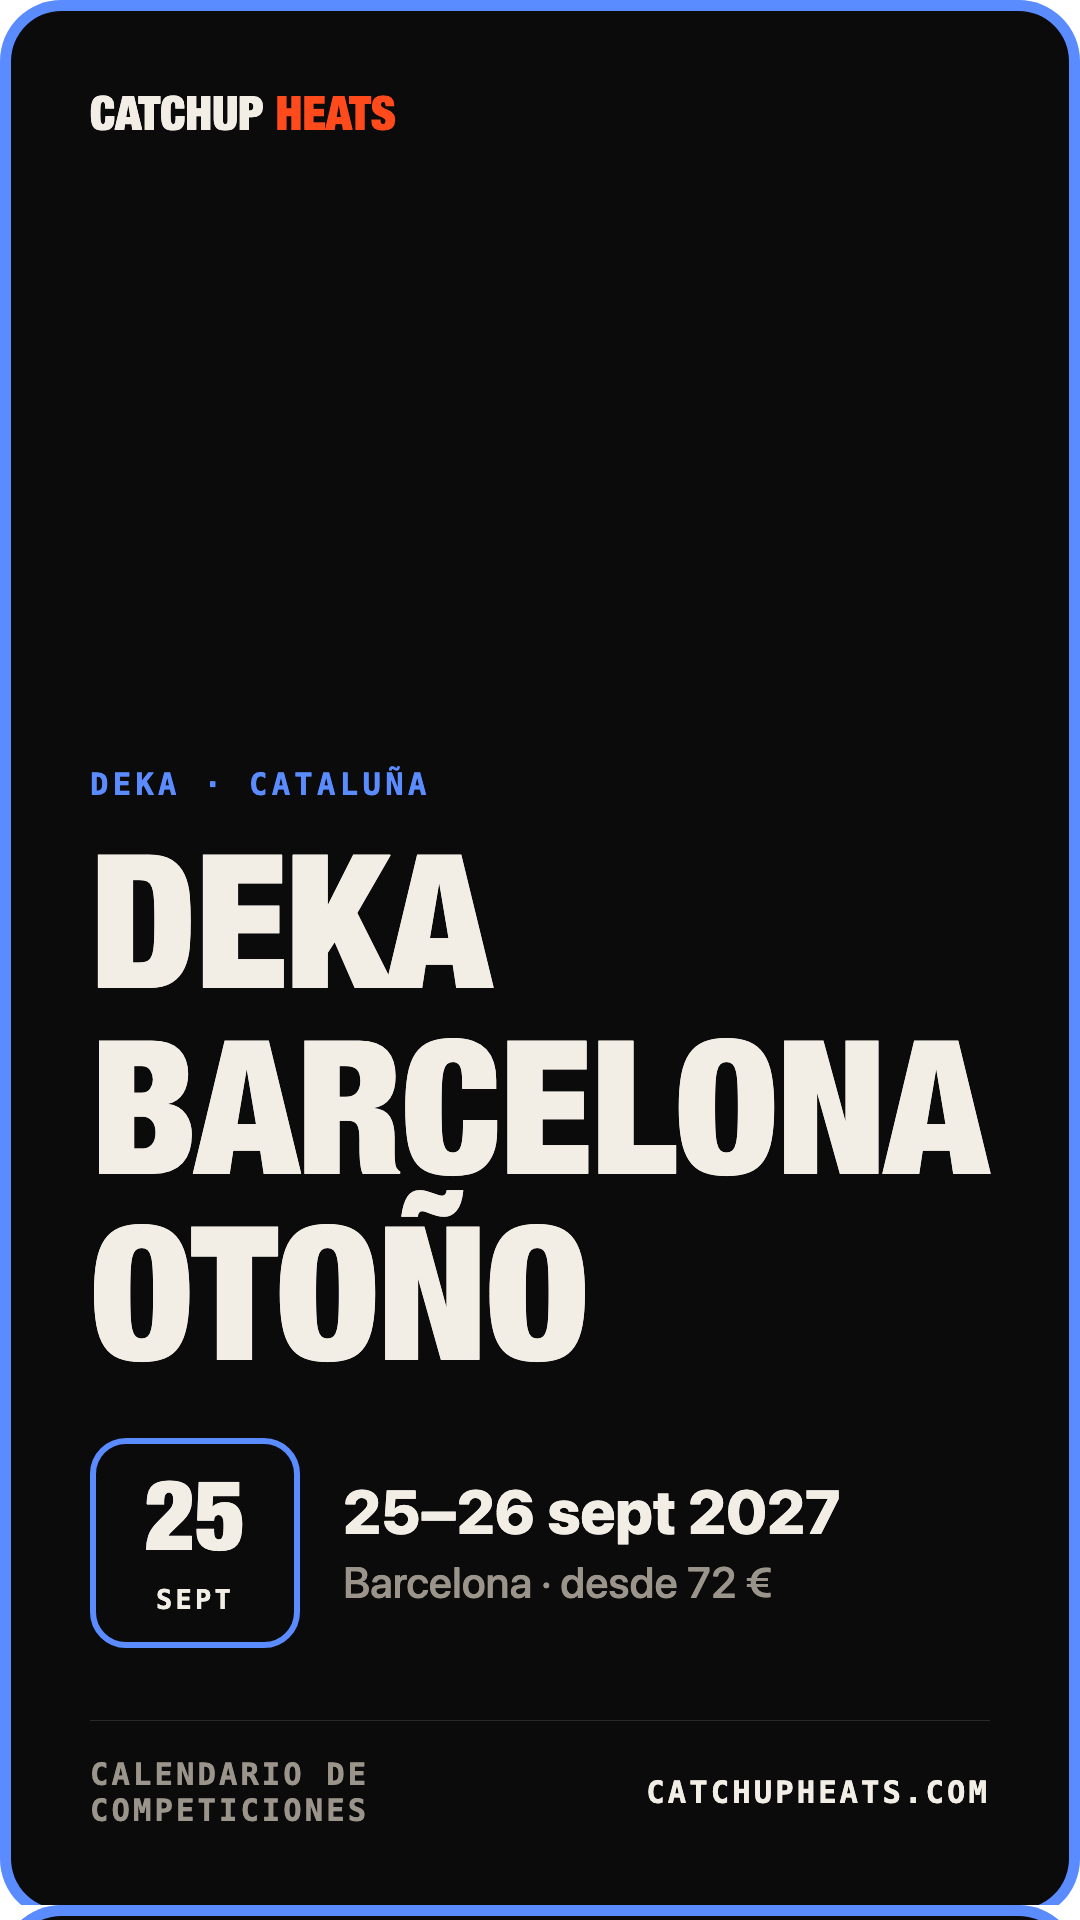 CATCHUP HEATS
DEKA · CATALUÑA
DEKA
BARCELONA
OTOÑO
25
SEPT
25–26 sept 2027
Barcelona · desde 72 €
CALENDARIO DE
COMPETICIONES
CATCHUPHEATS.COM